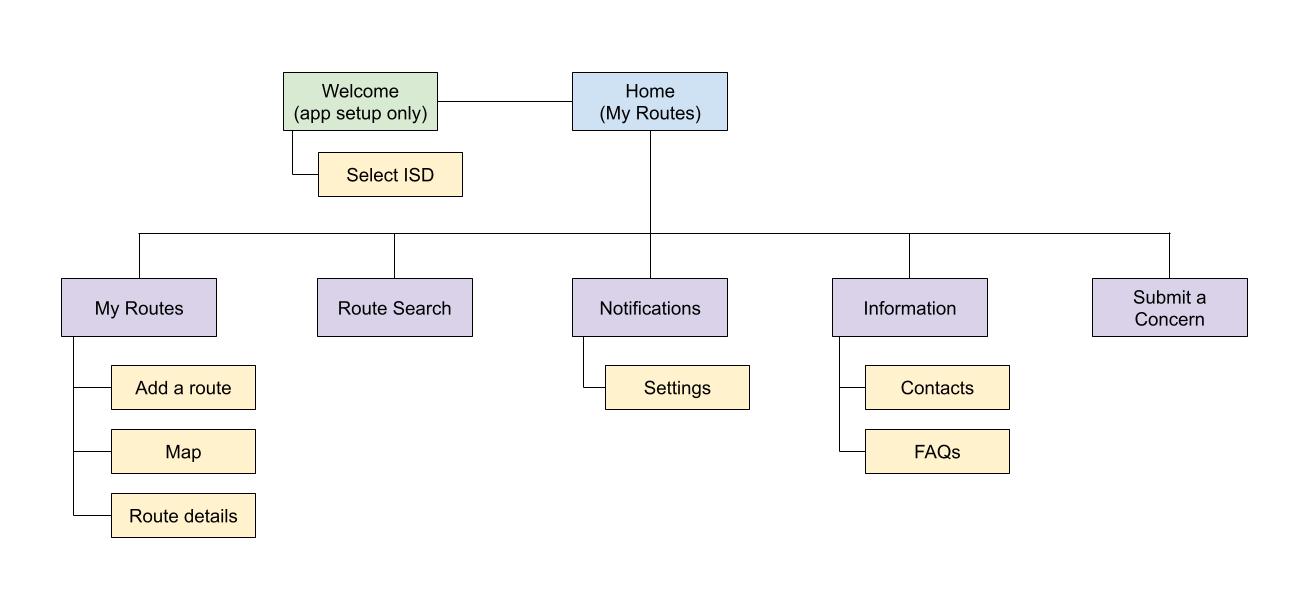 Welcome
(app setup only)
Home
(My Routes)
Select ISD
My Routes
Route Search
Notifications
Information
Submit a
Concern
Add a route
Settings
Contacts
Map
FAQs
Route details